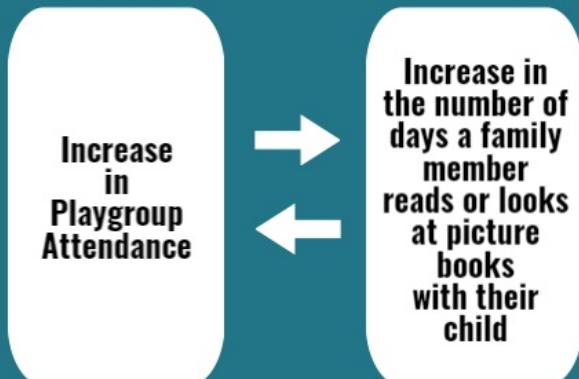 Increase
in
Playgroup
Attendance
Increase in
the number of
days a family
member
reads or looks
at picture
books
with their
child